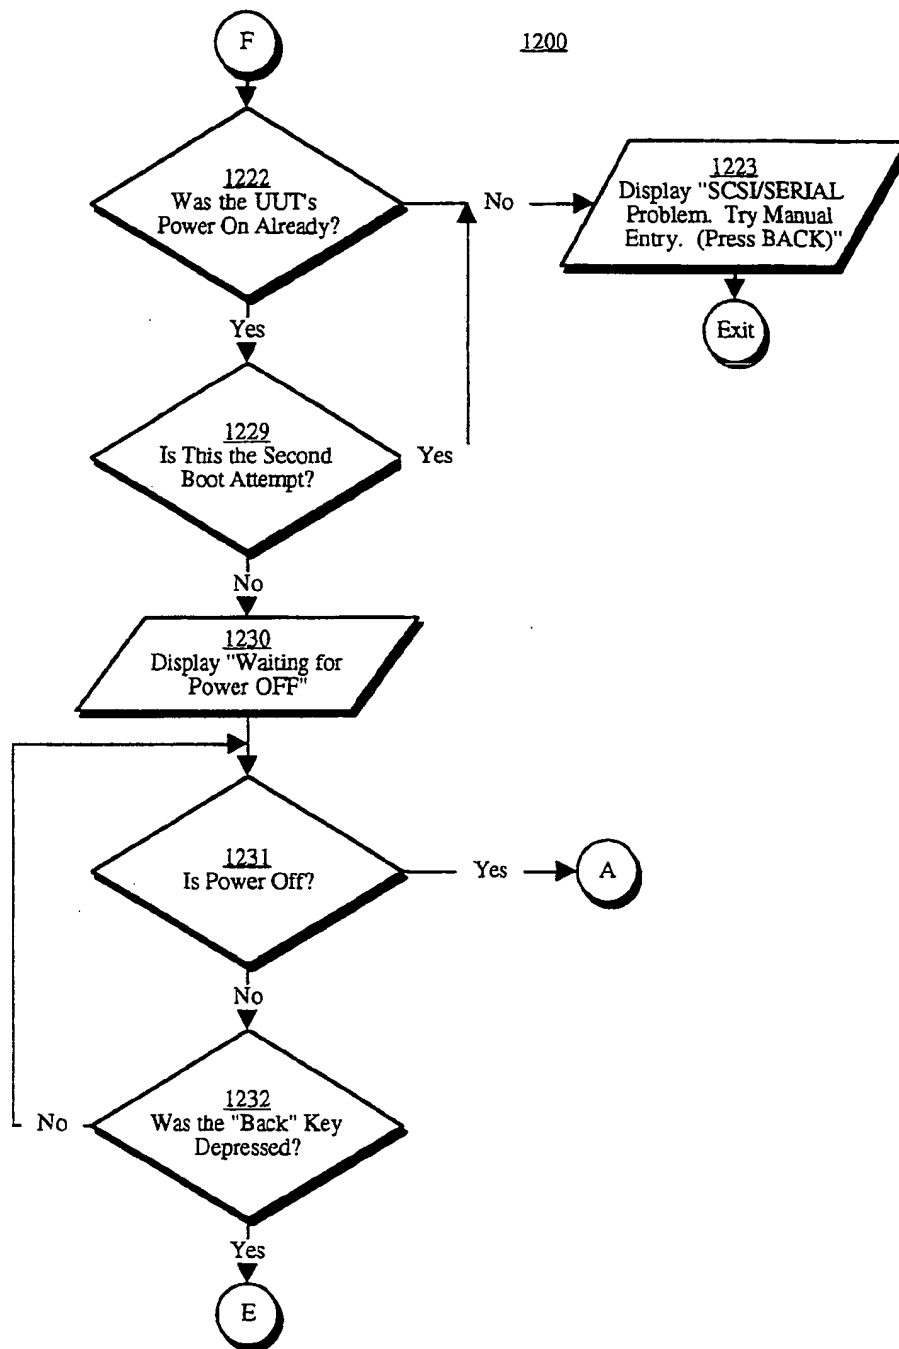 F
1200
1222
Was the UUT's
Power On Already?
No
1223
Display "SCSI/SERIAL
Problem. Try Manual
Entry. (Press BACK)"
Exit
Yes
1229
Is This the Second
Boot Attempt?
Yes
No
1230
Display "Waiting for
Power OFF"
1231
Is Power Off?
Yes
A
No
1232
Was the "Back" Key
Depressed?
No
Yes
E